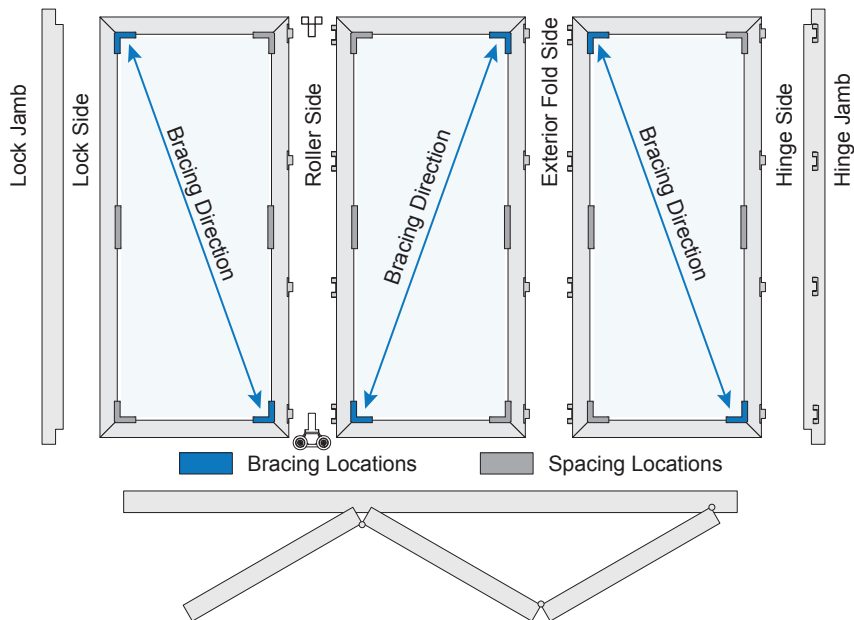 Lock Jamb
Lock Side
Bracing Direction
Roller Side
Bracing Direction
Exterior Fold Side
Bracing Direction
Hinge Side
Hinge Jamb
Bracing Locations
Spacing Locations